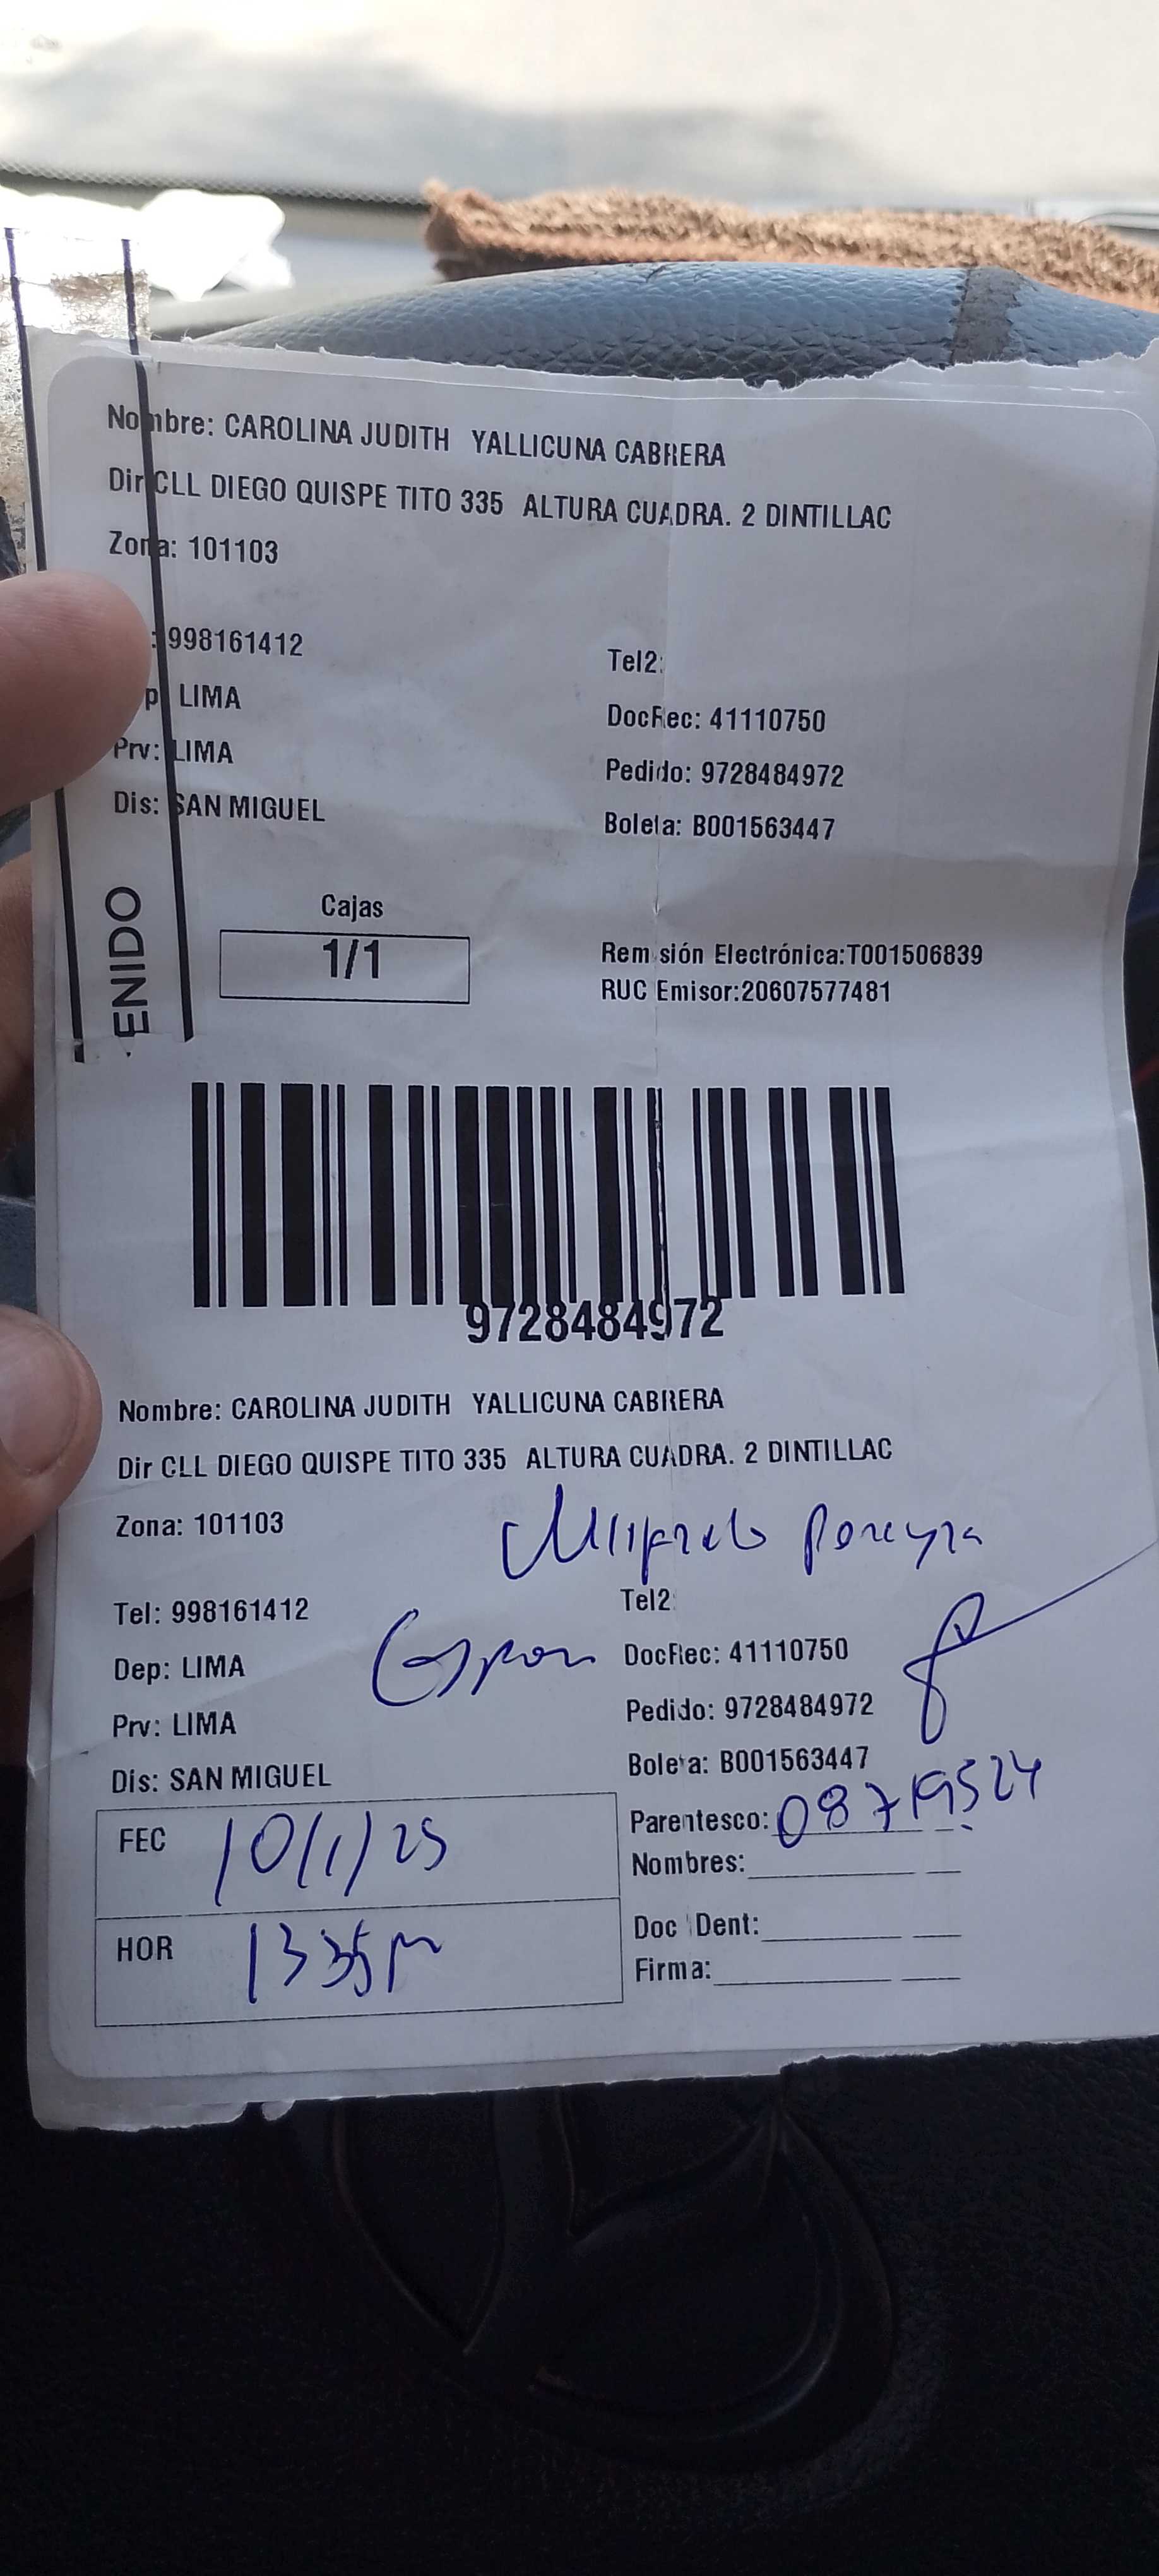 Nombre: CAROLINA JUDITH YALLICUNA CABRERA
Dir CLL DIEGO QUISPE TITO 335 ALTURA CUADRA. 2 DINTILLAC
Zona: 101103
: 998161412
Tel2:
p LIMA
DocRec: 41110750
Prv: LIMA
Pedido: 9728484972
Dis: SAN MIGUEL
Boleta: B001563447
ENIDO
Cajas
1/1
Remisión Electrónica:T001506839
RUC Emisor:20607577481
9728484972
Nombre: CAROLINA JUDITH YALLICUNA CABRERA
Dir CLL DIEGO QUISPE TITO 335 ALTURA CUADRA. 2 DINTILLAC
Zona: 101103
Pereyra
Tel: 998161412
Tel2:
Dep: LIMA
DocRec: 41110750
Prv: LIMA
Pedido: 9728484972
Dis: SAN MIGUEL
Boleta: B001563447
FEC 10/1/25
Parentesco: 08719524
Nombres:
HOR 1335 pm
Doc Dent:
Firma: